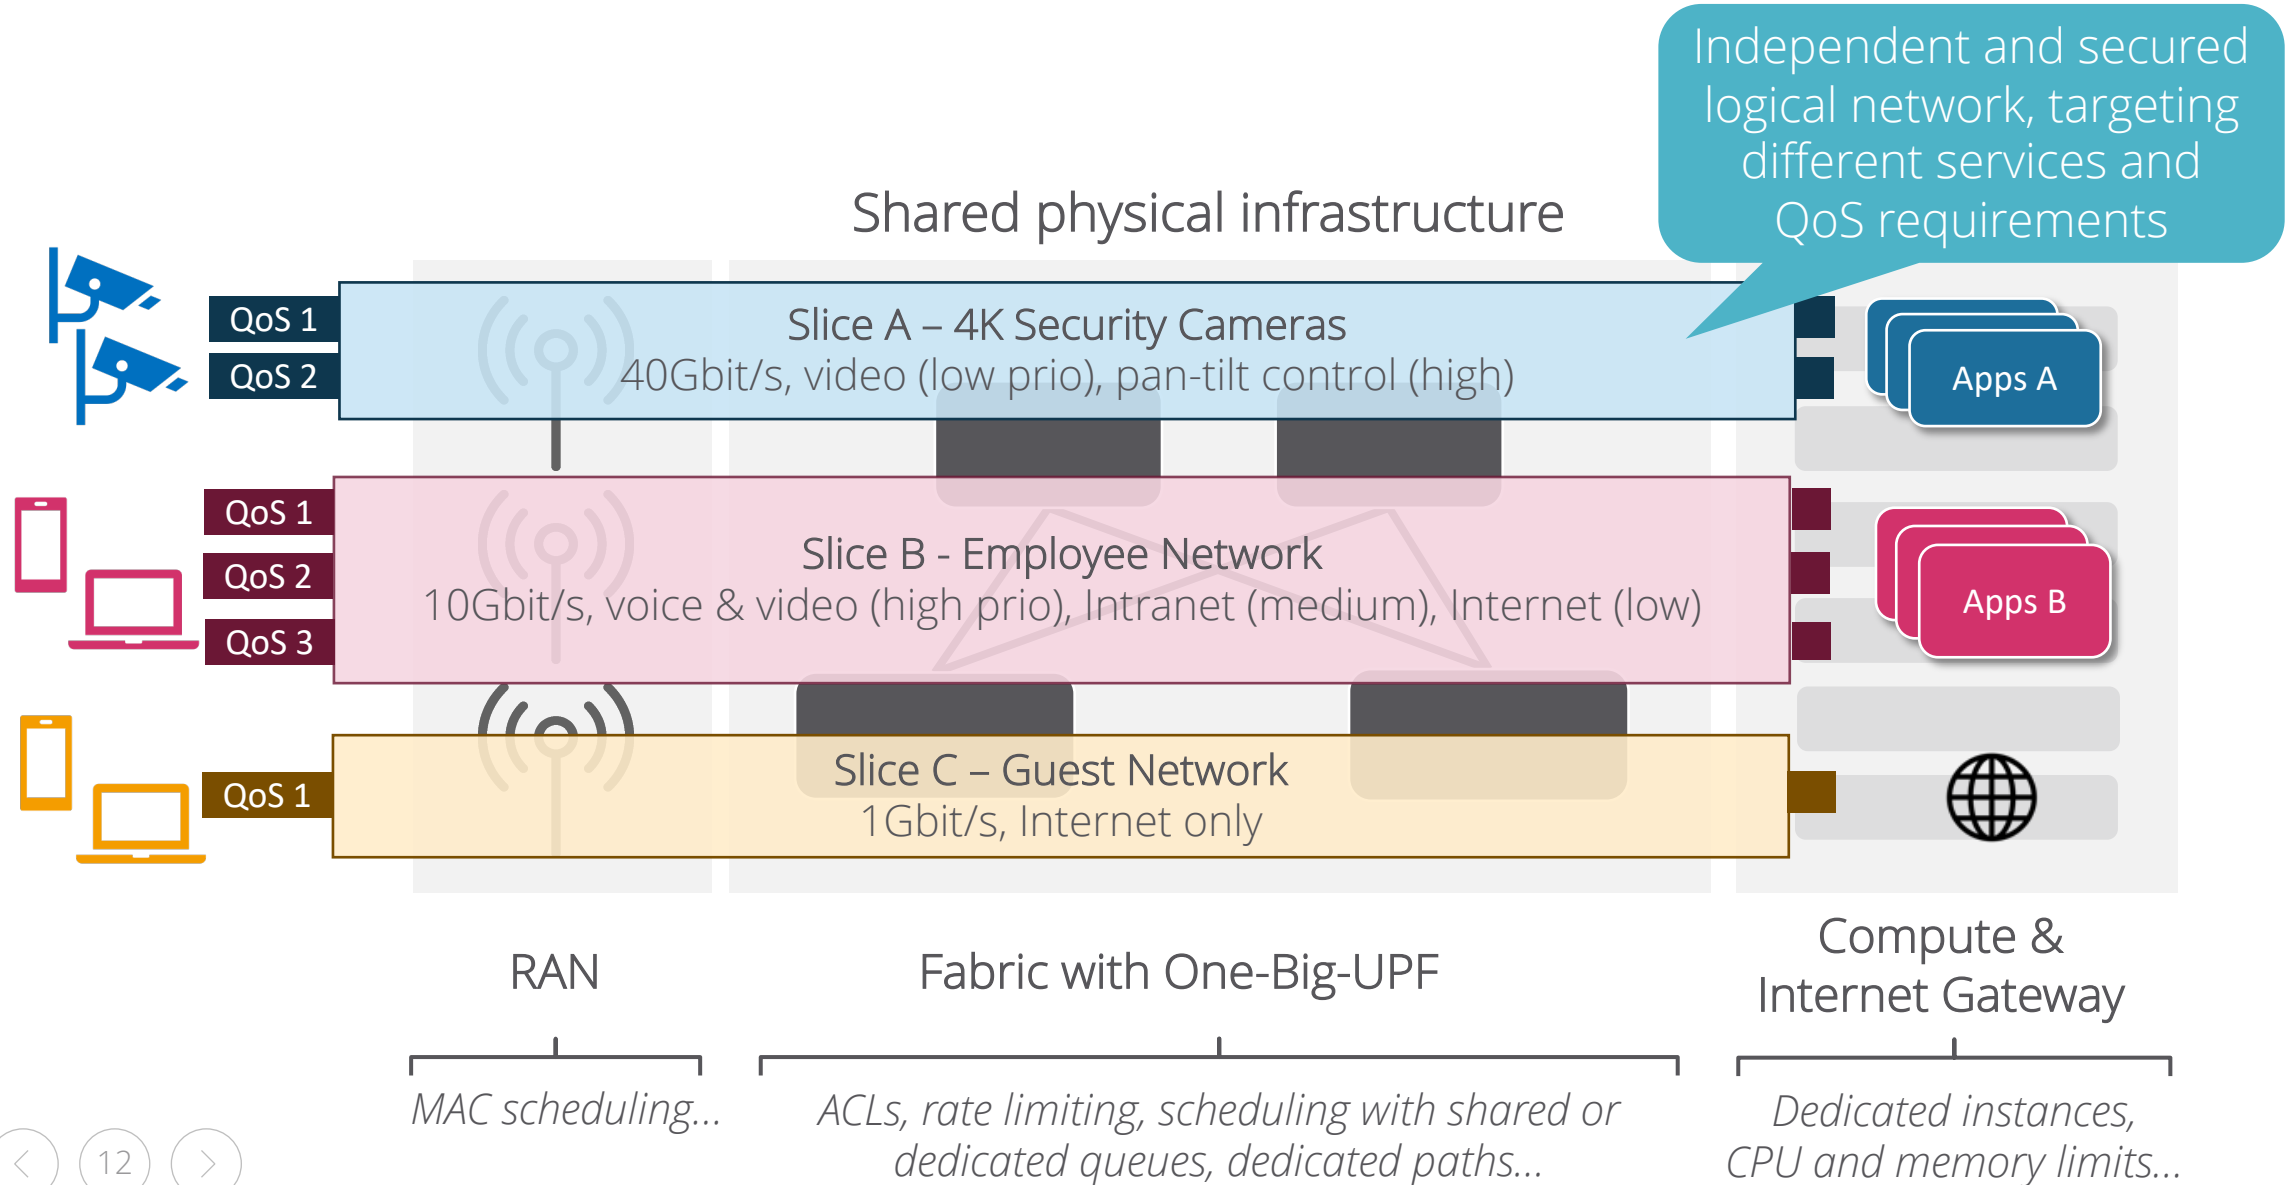 Independent and secured
logical network, targeting
different services and
QoS requirements
Shared physical infrastructure
QoS 1
QoS 2
Slice A – 4K Security Cameras
40Gbit/s, video (low prio), pan-tilt control (high)
Apps A
QoS 1
QoS 2
QoS 3
Slice B - Employee Network
10Gbit/s, voice & video (high prio), Intranet (medium), Internet (low)
Apps B
QoS 1
Slice C – Guest Network
1Gbit/s, Internet only
RAN
Fabric with One-Big-UPF
Compute &
Internet Gateway
MAC scheduling...
ACLs, rate limiting, scheduling with shared or
dedicated queues, dedicated paths...
Dedicated instances,
CPU and memory limits...
12